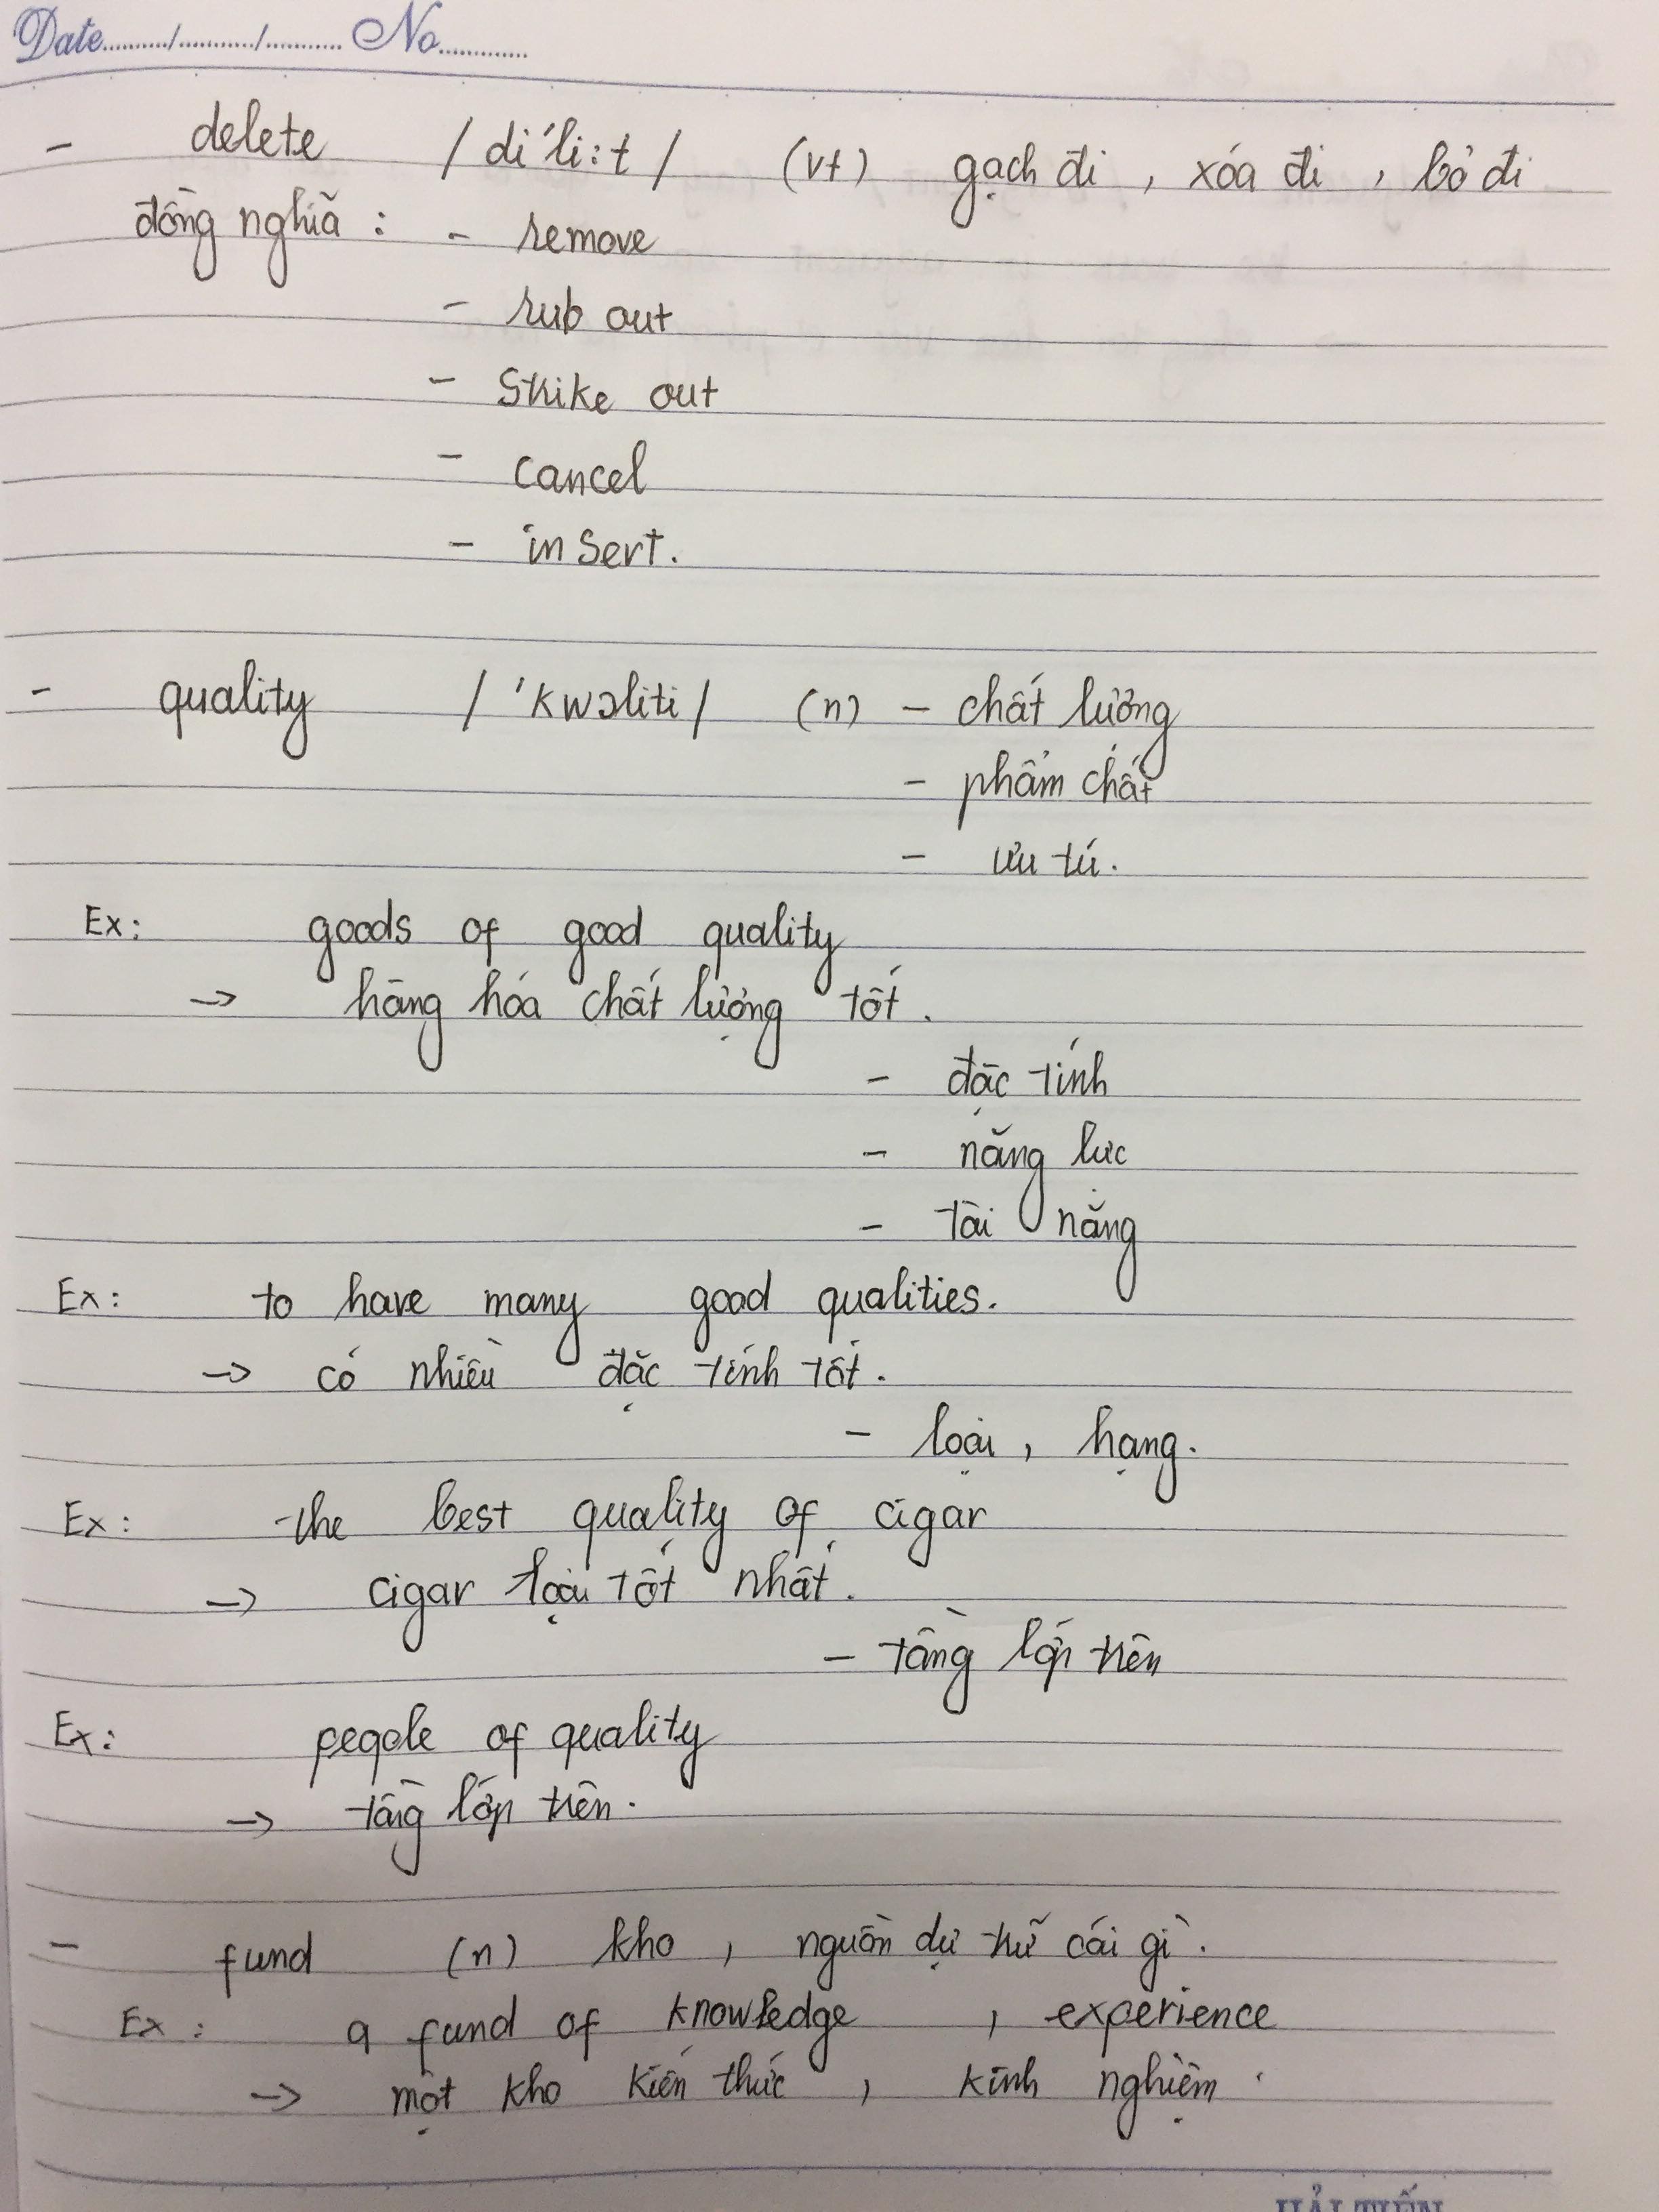 Date ......../........../.......... No ............
- delete /di'li:t/ (vt) gạch đi , xóa đi , bỏ đi
đồng nghĩã : - remove
- rub out
- Strike out
- cancel
- insert.
- quality /'kwɔliti/ (n) - chất lượng
- phẩm chất
- ưu tú.
Ex: goods of good quality
→ hàng hóa chất lượng tốt.
- đặc tính
- năng lưc
- tài năng
Ex: to have many good qualities.
→ có nhiều đặc tính tốt.
- loại , hạng.
Ex: the best quality of cigar
→ cigar loại tốt nhất.
- tầng lớp trên
Ex: people of quality
→ tầng lớp trên.
- fund (n) kho , nguồn dự trữ cái gì.
Ex: a fund of knowledge , experience
→ một kho kiến thức , kinh nghiệm.
HẢI TIẾN